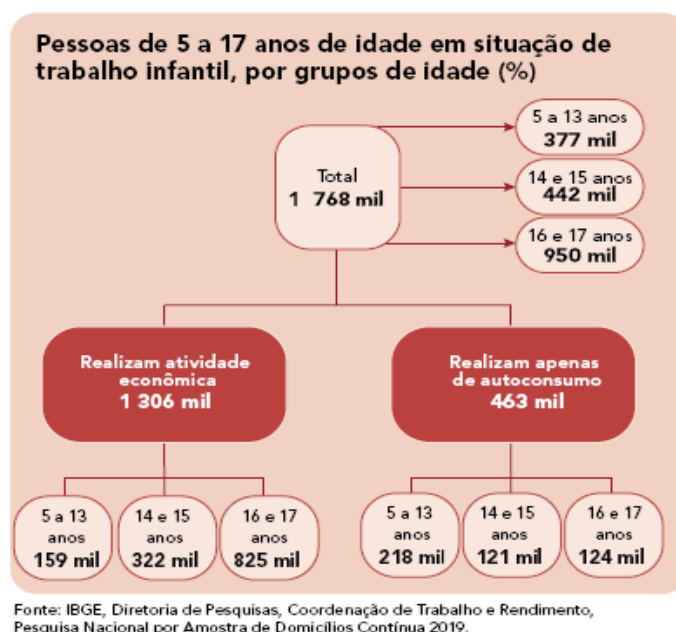 Pessoas de 5 a 17 anos de idade em situação de
trabalho infantil, por grupos de idade (%)
5 a 13 anos
377 mil
Total
1 768 mil
14 e 15 anos
442 mil
16 e 17 anos
950 mil
Realizam atividade
econômica
1 306 mil
Realizam apenas
de autoconsumo
463 mil
5 a 13
anos
159 mil
14 e 15
anos
322 mil
16 e 17
anos
825 mil
5 a 13
anos
218 mil
14 e 15
anos
121 mil
16 e 17
anos
124 mil
Fonte: IBGE, Diretoria de Pesquisas, Coordenação de Trabalho e Rendimento,
Pesquisa Nacional por Amostra de Domicílios Contínua 2019.